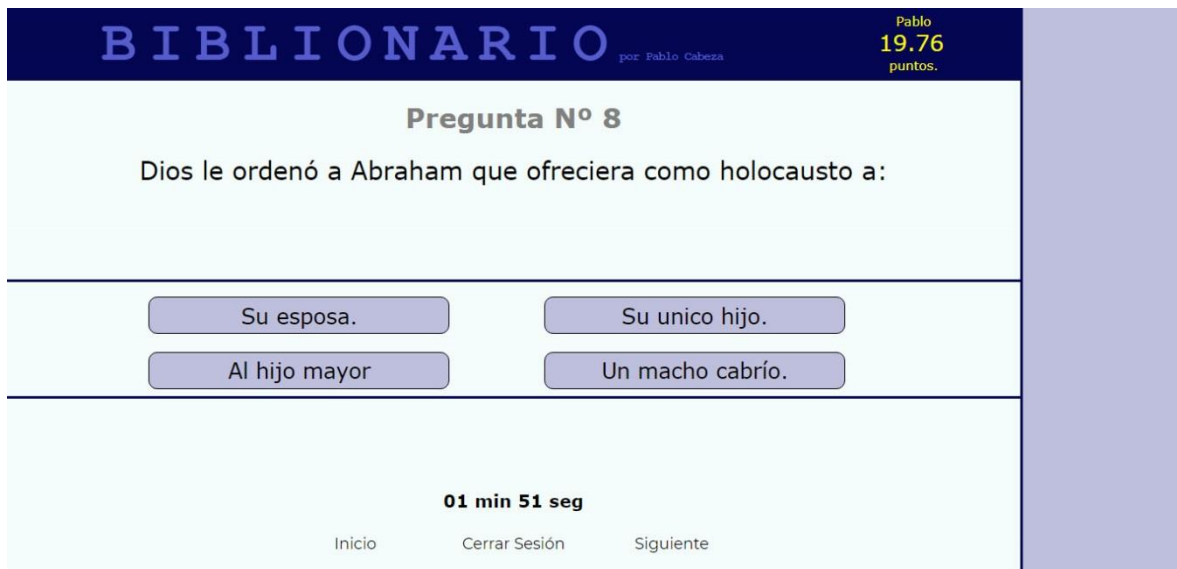 BIBLIONARIO por Pablo Cabeza
Pablo
19.76
puntos.
Pregunta Nº 8
Dios le ordenó a Abraham que ofreciera como holocausto a:
Su esposa.
Su unico hijo.
Al hijo mayor
Un macho cabrío.
01 min 51 seg
Inicio
Cerrar Sesión
Siguiente